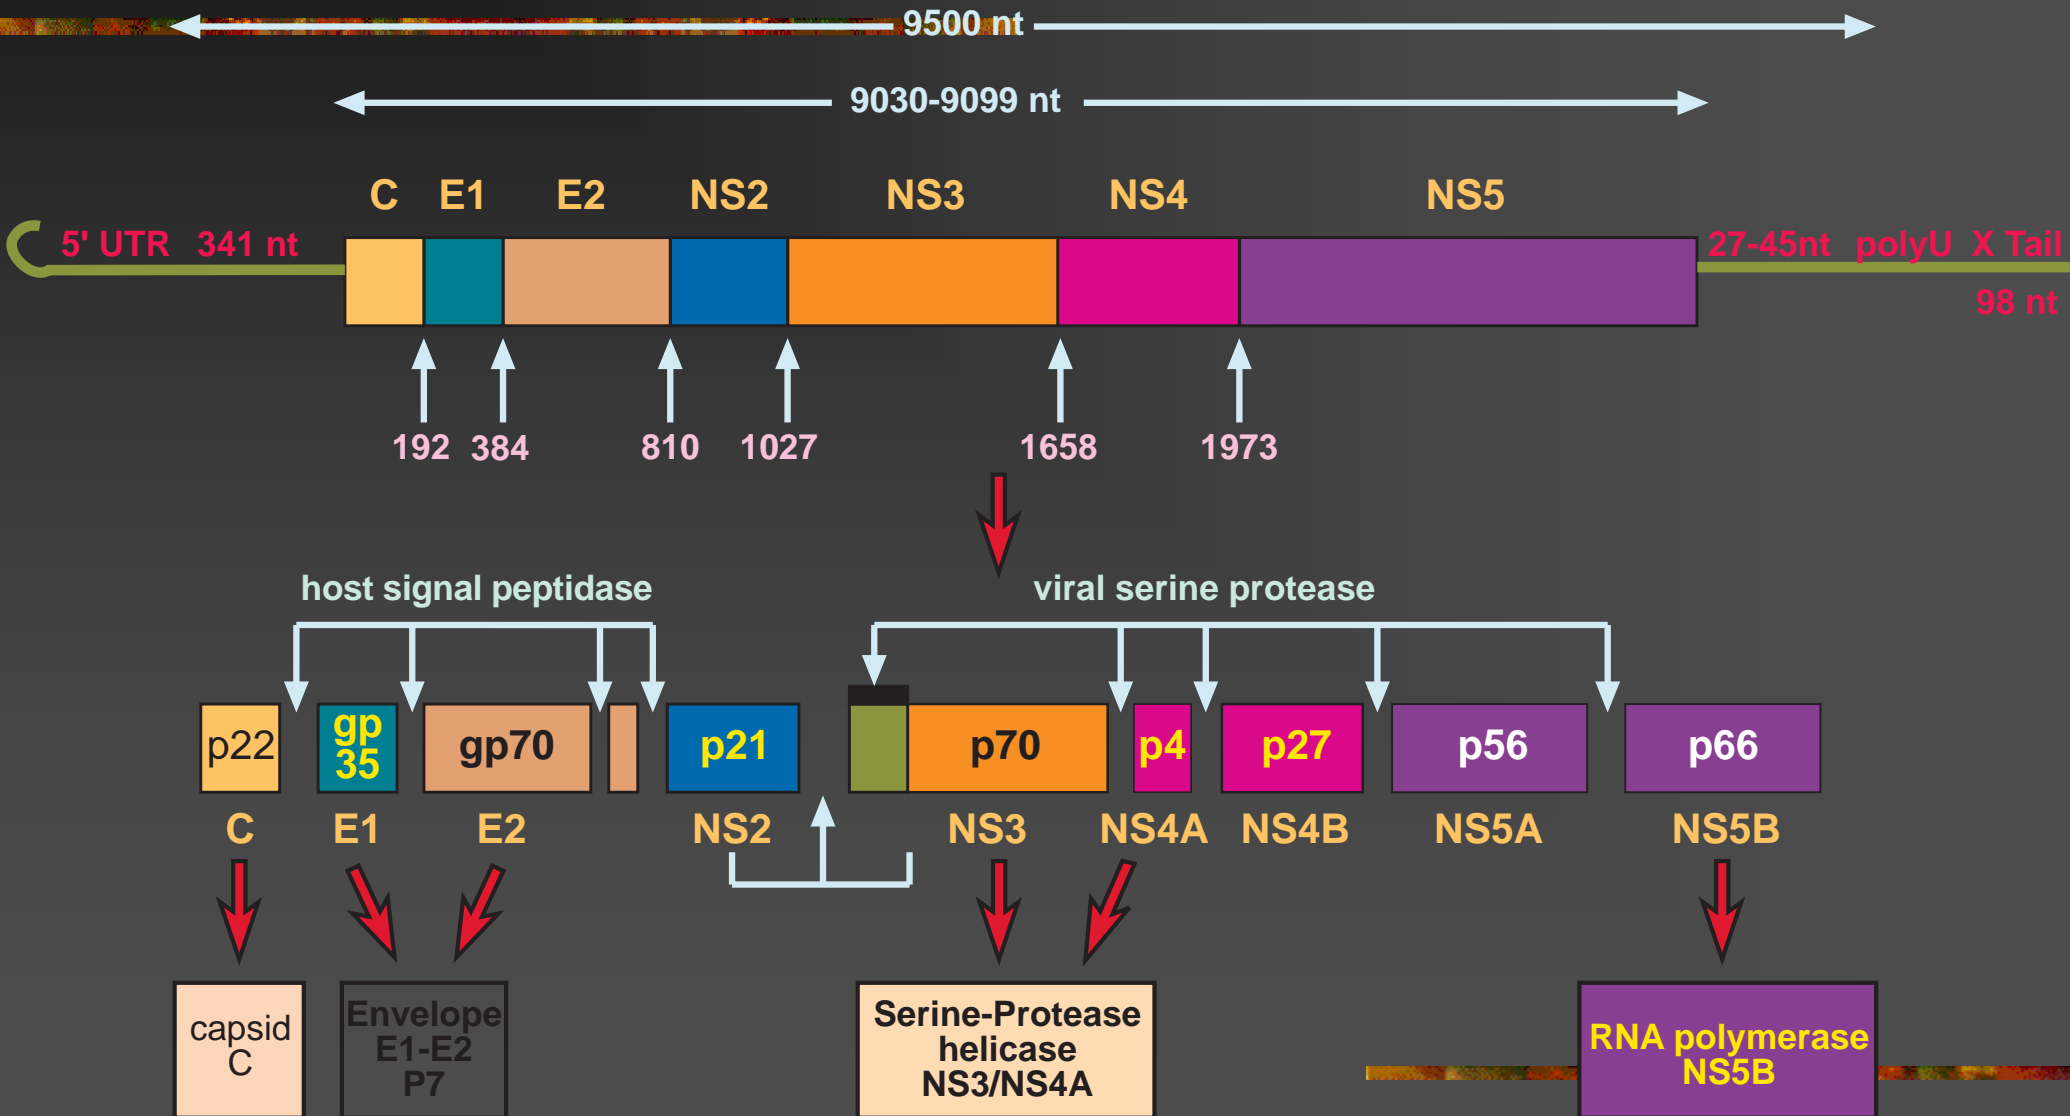 9500 nt
9030-9099 nt
C E1 E2 NS2 NS3 NS4 NS5
5' UTR 341 nt
27-45nt polyU X Tail
98 nt
192 384 810 1027 1658 1973
host signal peptidase
viral serine protease
p22
gp
35
gp70
p21
p70
p4
p27
p56
p66
C E1 E2 NS2 NS3 NS4A NS4B NS5A NS5B
capsid
C
Envelope
E1-E2
P7
Serine-Protease
helicase
NS3/NS4A
RNA polymerase
NS5B